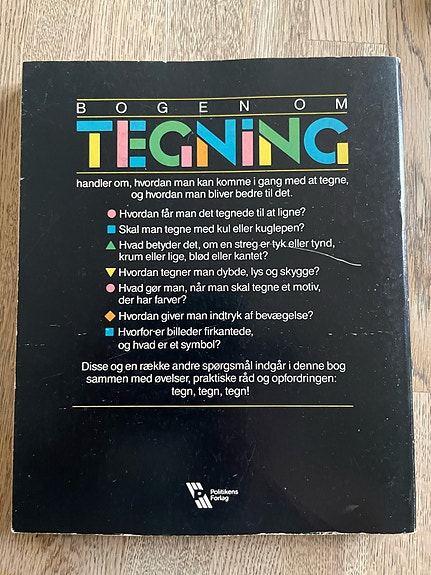 BOGEN OM
TEGNiNG
handler om, hvordan man kan komme i gang med at tegne,
og hvordan man bliver bedre til det.
Hvordan får man det tegnede til at ligne?
Skal man tegne med kul eller kuglepen?
Hvad betyder det, om en streg er tyk eller tynd,
krum eller lige, blød eller kantet?
Hvordan tegner man dybde, lys og skygge?
Hvad gør man, når man skal tegne et motiv,
der har farver?
Hvordan giver man indtryk af bevægelse?
Hvorfor er billeder firkantede,
og hvad er et symbol?
Disse og en række andre spørgsmål indgår i denne bog
sammen med øvelser, praktiske råd og opfordringen:
tegn, tegn, tegn!
Politikens
Forlag